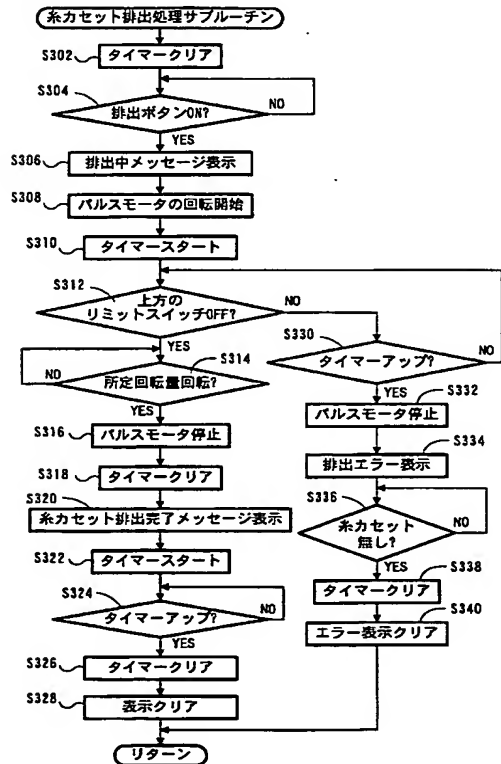 糸カセット排出処理サブルーチン
S302
タイマークリア
S304
排出ボタンON?
NO
YES
S306
排出中メッセージ表示
S308
パルスモータの回転開始
S310
タイマースタート
S312
上方の
リミットスイッチOFF?
NO
YES
S314
所定回転量回転?
NO
YES
S316
パルスモータ停止
S318
タイマークリア
S320
糸カセット排出完了メッセージ表示
S322
タイマースタート
S324
タイマーアップ?
NO
YES
S326
タイマークリア
S328
表示クリア
S330
タイマーアップ?
NO
YES
S332
パルスモータ停止
S334
排出エラー表示
S336
糸カセット
無し?
NO
YES
S338
タイマークリア
S340
エラー表示クリア
リターン